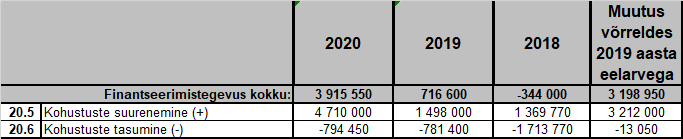 2020 2019 2018 Muutus võrreldes 2019 aasta eelarvega
Finantseerimistegevus kokku: 3 915 550 716 600 -344 000 3 198 950
20.5 Kohustuste suurenemine (+) 4 710 000 1 498 000 1 369 770 3 212 000
20.6 Kohustuste tasumine (-) -794 450 -781 400 -1 713 770 -13 050